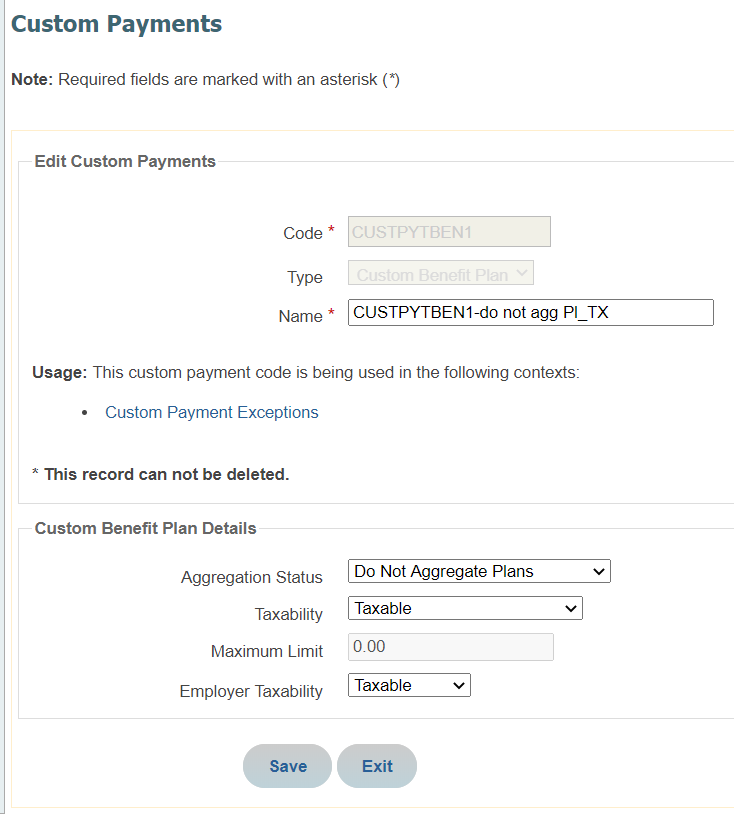 Custom Payments
Note: Required fields are marked with an asterisk (*)
Edit Custom Payments
Code * CUSTPYTBEN1
Type Custom Benefit Plan
Name * CUSTPYTBEN1-do not agg PI_TX
Usage: This custom payment code is being used in the following contexts:
• Custom Payment Exceptions
* This record can not be deleted.
Custom Benefit Plan Details
Aggregation Status Do Not Aggregate Plans
Taxability Taxable
Maximum Limit 0.00
Employer Taxability Taxable
Save Exit